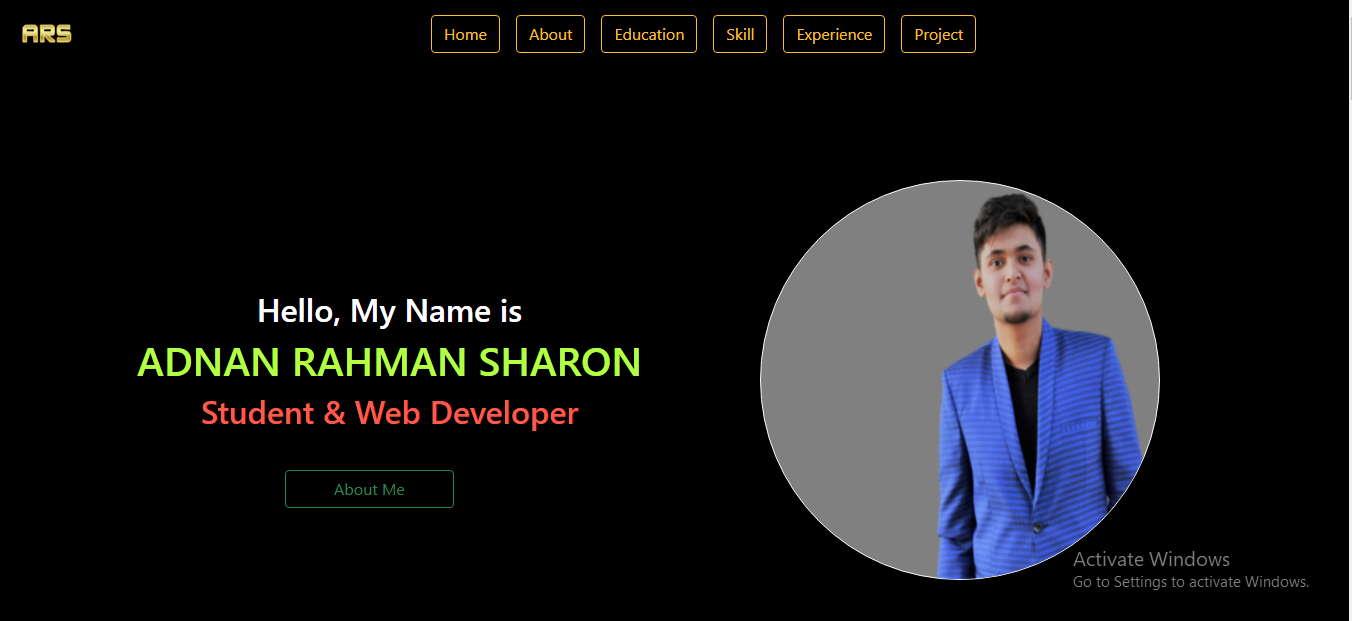 ARS
Home About Education Skill Experience Project
Hello, My Name is
ADNAN RAHMAN SHARON
Student & Web Developer
About Me
Activate Windows
Go to Settings to activate Windows.